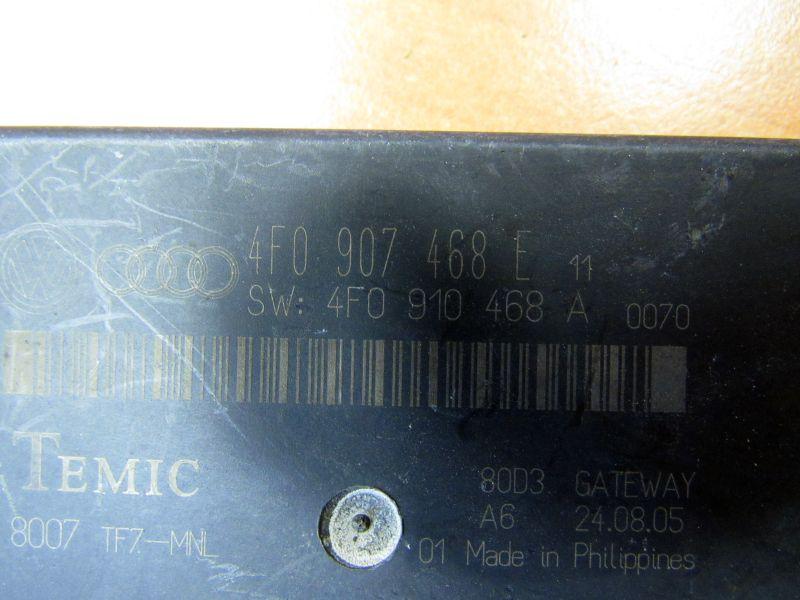 4F0 907 468 E 11
SW: 4F0 910 468 A 0070
TEMIC
80D3 GATEWAY
A6 24.08.05
8007 TF7-MNL
01 Made in Philippines